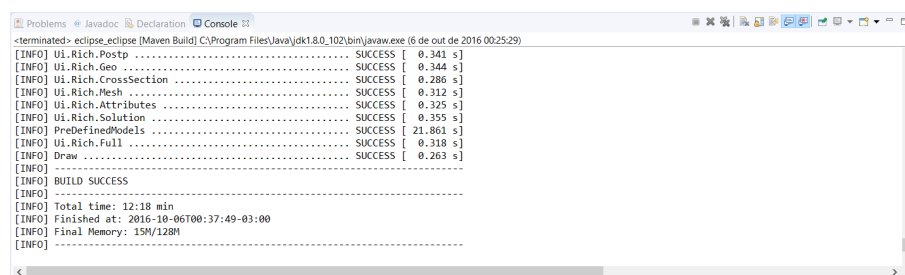 Problems Javadoc Declaration Console
<terminated> eclipse_eclipse [Maven Build] C:\Program Files\Java\jdk1.8.0_102\bin\javaw.exe (6 de out de 2016 00:25:29)
[INFO] Ui.Rich.Postp ..................................... SUCCESS [  0.341 s]
[INFO] Ui.Rich.Geo ....................................... SUCCESS [  0.344 s]
[INFO] Ui.Rich.CrossSection .............................. SUCCESS [  0.286 s]
[INFO] Ui.Rich.Mesh ...................................... SUCCESS [  0.312 s]
[INFO] Ui.Rich.Attributes ................................ SUCCESS [  0.325 s]
[INFO] Ui.Rich.Solution .................................. SUCCESS [  0.355 s]
[INFO] PreDefinedModels .................................. SUCCESS [ 21.861 s]
[INFO] Ui.Rich.Full ...................................... SUCCESS [  0.318 s]
[INFO] Draw .............................................. SUCCESS [  0.263 s]
[INFO] ------------------------------------------------------------------------
[INFO] BUILD SUCCESS
[INFO] ------------------------------------------------------------------------
[INFO] Total time: 12:18 min
[INFO] Finished at: 2016-10-06T00:37:49-03:00
[INFO] Final Memory: 15M/128M
[INFO] ------------------------------------------------------------------------